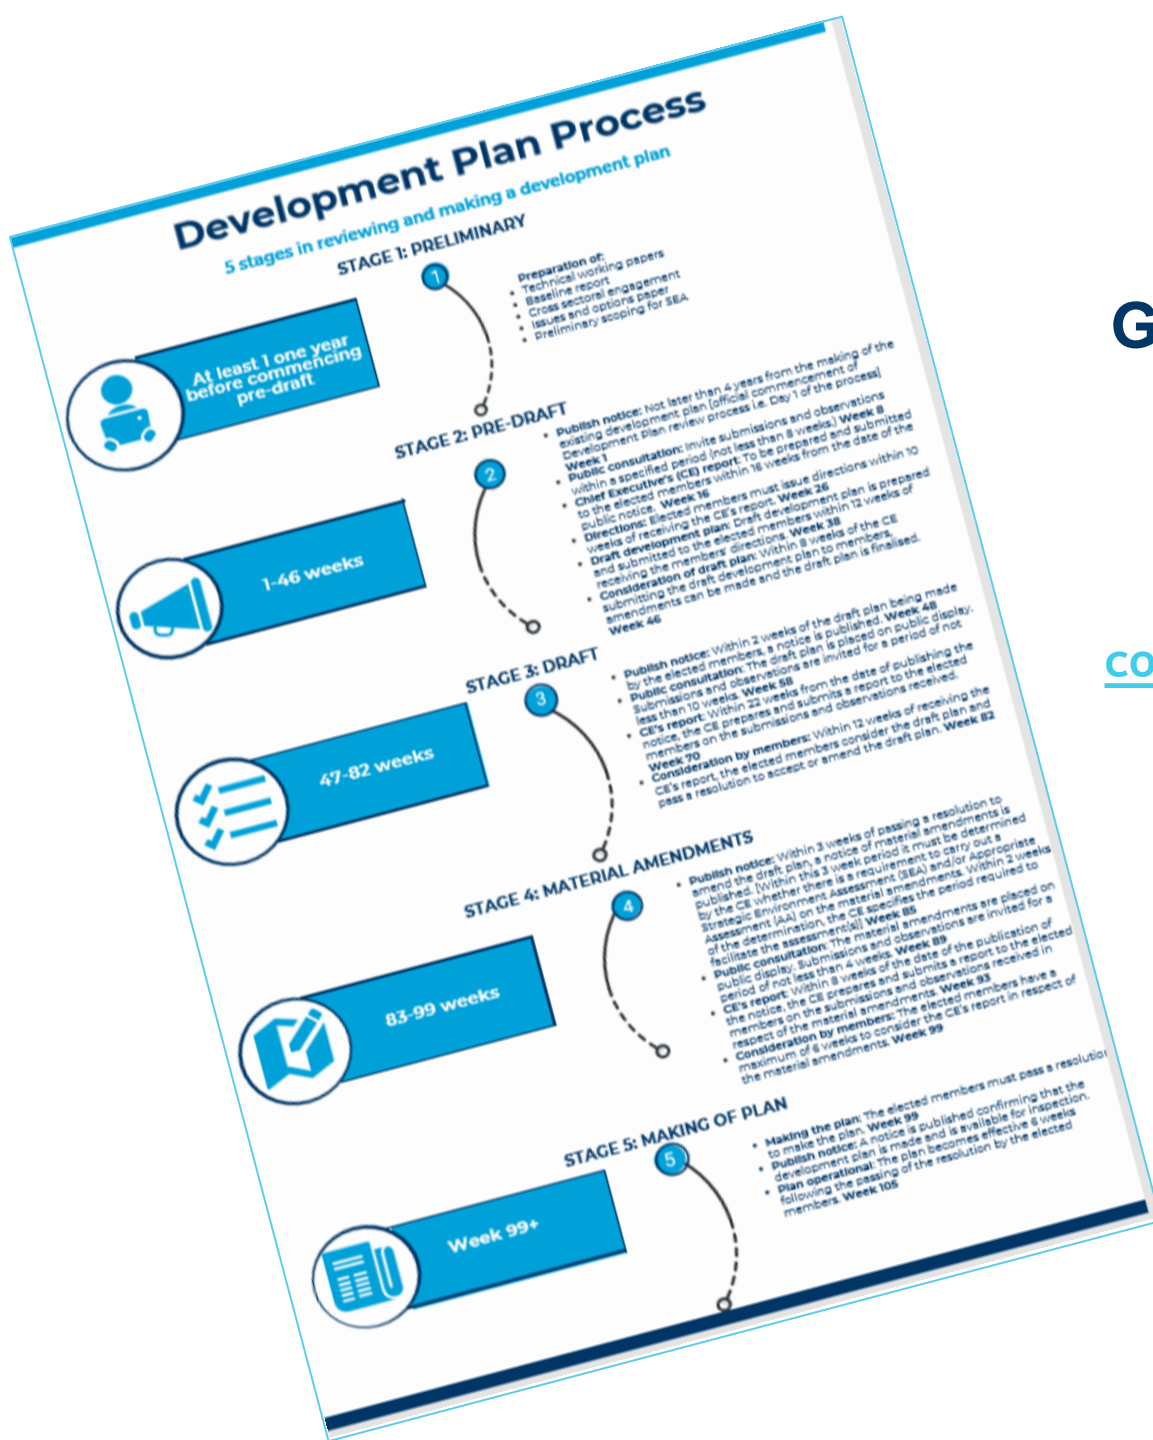 Development Plan Process
5 stages in reviewing and making a development plan
STAGE 1: PRELIMINARY
1
At least 1 one year
before commencing
pre-draft
Preparation of:
• Technical working papers
• Baseline report
• Cross sectoral engagement
• Issues and options paper
• Preliminary scoping for SEA
STAGE 2: PRE-DRAFT
2
1-46 weeks
• Publish notice: Not later than 4 years from the making of the
existing development plan [official commencement of
Development Plan review process i.e. Day 1 of the process]
Week 1
• Public consultation: Invite submissions and observations
within a specified period (not less than 8 weeks.) Week 8
• Chief Executive's (CE) report: To be prepared and submitted
to the elected members within 16 weeks from the date of the
public notice. Week 16
• Directions: Elected members must issue directions within 10
weeks of receiving the CE's report. Week 26
• Draft development plan: Draft development plan is prepared
and submitted to the elected members within 12 weeks of
receiving the members' directions. Week 38
• Consideration of draft plan: Within 8 weeks of the CE
submitting the draft development plan to members,
amendments can be made and the draft plan is finalised.
Week 46
STAGE 3: DRAFT
3
47-82 weeks
• Publish notice: Within 2 weeks of the draft plan being made
by the elected members, a notice is published. Week 48
• Public consultation: The draft plan is placed on public display.
Submissions and observations are invited for a period of not
less than 10 weeks. Week 58
• CE's report: Within 22 weeks from the date of publishing the
notice, the CE prepares and submits a report to the elected
members on the submissions and observations received.
Week 70
• Consideration by members: Within 12 weeks of receiving the
CE's report, the elected members consider the draft plan and
pass a resolution to accept or amend the draft plan. Week 82
STAGE 4: MATERIAL AMENDMENTS
4
83-99 weeks
• Publish notice: Within 3 weeks of passing a resolution to
amend the draft plan, a notice of material amendments is
published. [Within this 3 week period it must be determined
by the CE whether there is a requirement to carry out a
Strategic Environment Assessment (SEA) and/or Appropriate
Assessment (AA) on the material amendments. Within 2 weeks
of the determination, the CE specifies the period required to
facilitate the assessment(s)] Week 85
• Public consultation: The material amendments are placed on
public display. Submissions and observations are invited for a
period of not less than 4 weeks. Week 89
• CE's report: Within 8 weeks of the date of the publication of
the notice, the CE prepares and submits a report to the elected
members on the submissions and observations received in
respect of the material amendments. Week 93
• Consideration by members: The elected members have a
maximum of 6 weeks to consider the CE's report in respect of
the material amendments. Week 99
STAGE 5: MAKING OF PLAN
5
Week 99+
• Making the plan: The elected members must pass a resolution
to make the plan. Week 99
• Publish notice: A notice is published confirming that the
development plan is made and is available for inspection.
• Plan operational: The plan becomes effective 6 weeks
following the passing of the resolution by the elected
members. Week 105
G
co